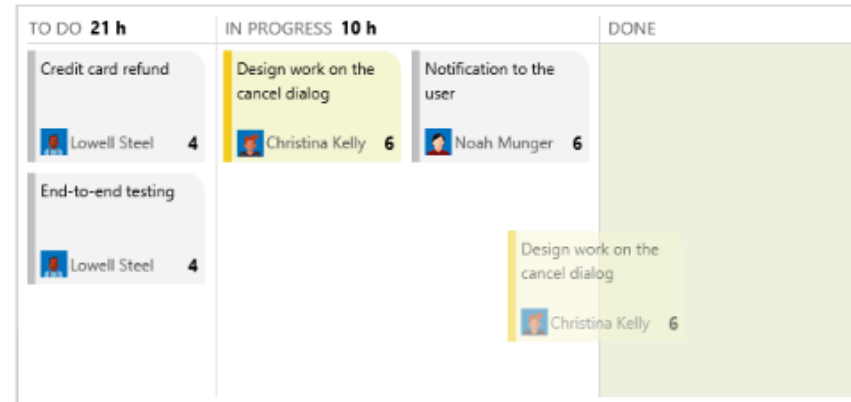 TO DO 21 h
IN PROGRESS 10 h
DONE
Credit card refund
Lowell Steel 4
Design work on the
cancel dialog
Christina Kelly 6
Notification to the
user
Noah Munger 6
End-to-end testing
Lowell Steel 4
Design work on the
cancel dialog
Christina Kelly 6